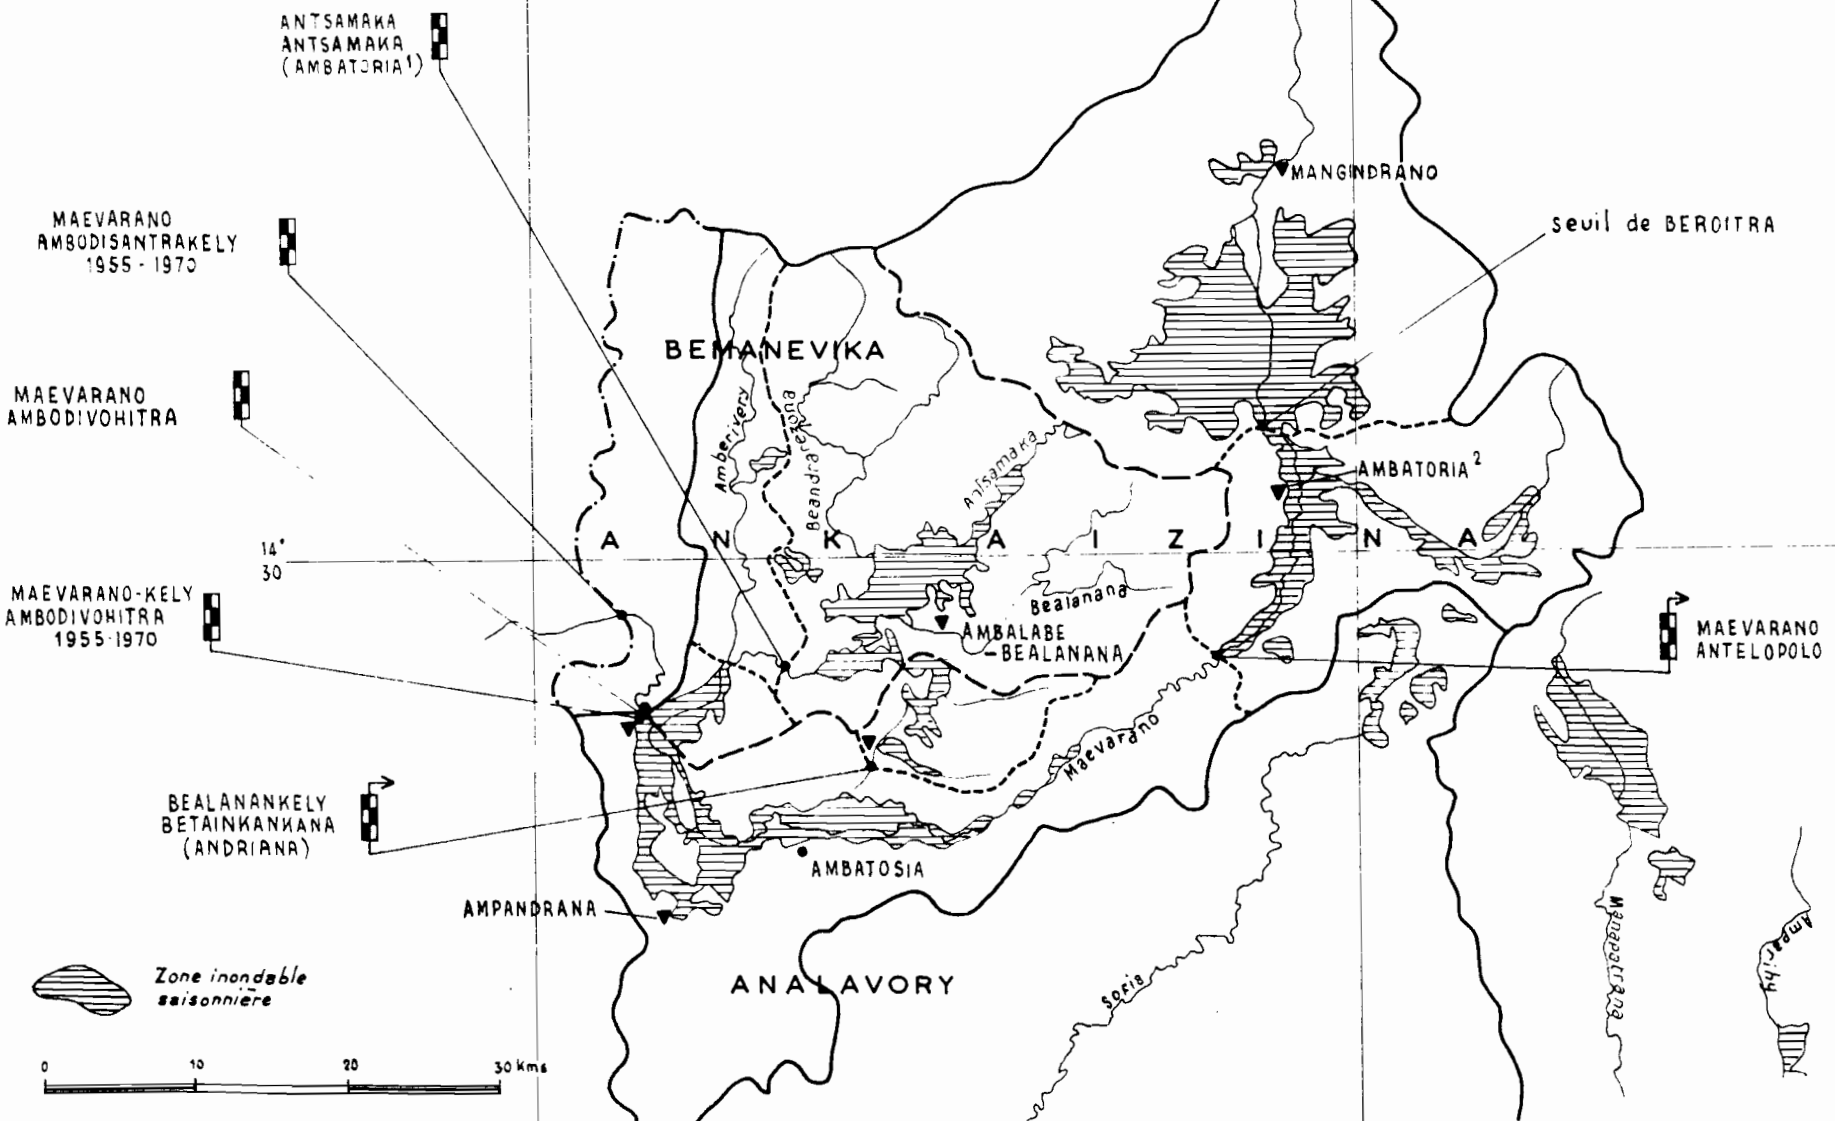 ANTSAMAKA
ANTSAMAKA
(AMBATORIA¹)
MANGINDRANO
MAEVARANO
AMBODISANTRAKELY
1955-1970
seuil de BEROITRA
BEMANEVIKA
MAEVARANO
AMBODIVOHITRA
Amberivery
Beandrarezona
Antsamaka
AMBATORIA²
ANKAIZINA
14°
30
MAEVARANO-KELY
AMBODIVOHITRA
1955-1970
Bealanana
AMBALABE
-BEALANANA
MAEVARANO
ANTELOPOLO
Maevarano
BEALANANKELY
BETAINKANKANA
(ANDRIANA)
AMBATOSIA
AMPANDRANA
Zone inondable
saisonnière
ANALAVORY
Sofia
Manapatrana
Amparihy
0 10 20 30 Kms